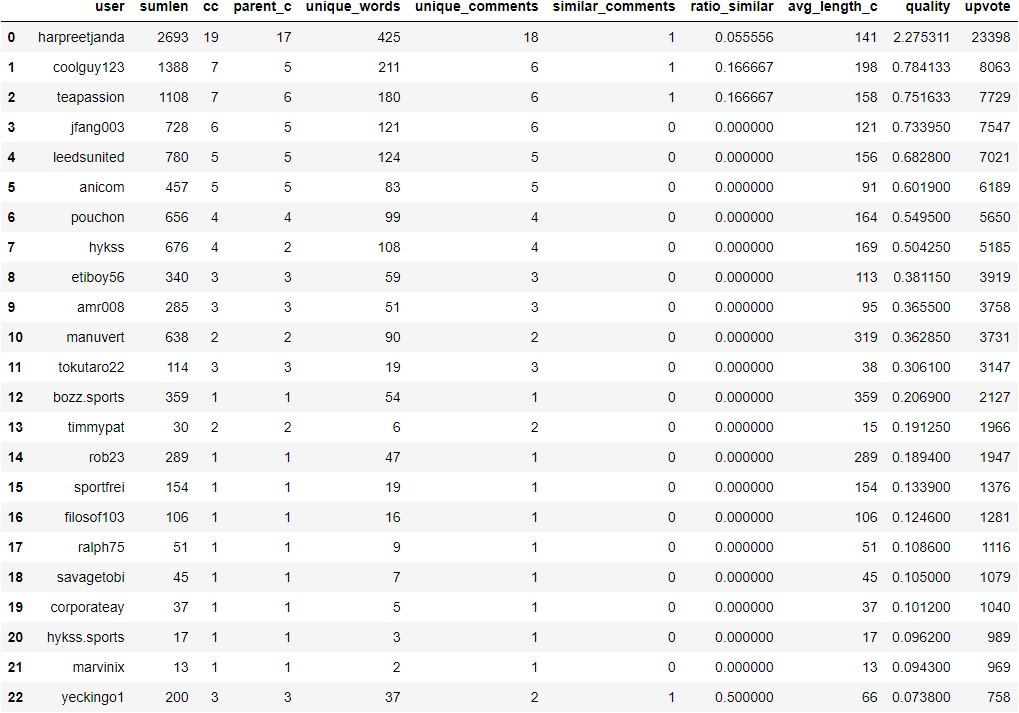 user sumlen cc parent_c unique_words unique_comments similar_comments ratio_similar avg_length_c quality upvote
0 harpreetjanda 2693 19 17 425 18 1 0.055556 141 2.275311 23398
1 coolguy123 1388 7 5 211 6 1 0.166667 198 0.784133 8063
2 teapassion 1108 7 6 180 6 1 0.166667 158 0.751633 7729
3 jfang003 728 6 5 121 6 0 0.000000 121 0.733950 7547
4 leedsunited 780 5 5 124 5 0 0.000000 156 0.682800 7021
5 anicom 457 5 5 83 5 0 0.000000 91 0.601900 6189
6 pouchon 656 4 4 99 4 0 0.000000 164 0.549500 5650
7 hykss 676 4 2 108 4 0 0.000000 169 0.504250 5185
8 etiboy56 340 3 3 59 3 0 0.000000 113 0.381150 3919
9 amr008 285 3 3 51 3 0 0.000000 95 0.365500 3758
10 manuvert 638 2 2 90 2 0 0.000000 319 0.362850 3731
11 tokutaro22 114 3 3 19 3 0 0.000000 38 0.306100 3147
12 bozz.sports 359 1 1 54 1 0 0.000000 359 0.206900 2127
13 timmypat 30 2 2 6 2 0 0.000000 15 0.191250 1966
14 rob23 289 1 1 47 1 0 0.000000 289 0.189400 1947
15 sportfrei 154 1 1 19 1 0 0.000000 154 0.133900 1376
16 filosof103 106 1 1 16 1 0 0.000000 106 0.124600 1281
17 ralph75 51 1 1 9 1 0 0.000000 51 0.108600 1116
18 savagetobi 45 1 1 7 1 0 0.000000 45 0.105000 1079
19 corporateay 37 1 1 5 1 0 0.000000 37 0.101200 1040
20 hykss.sports 17 1 1 3 1 0 0.000000 17 0.096200 989
21 marvinix 13 1 1 2 1 0 0.000000 13 0.094300 969
22 yeckingo1 200 3 3 37 2 1 0.500000 66 0.073800 758